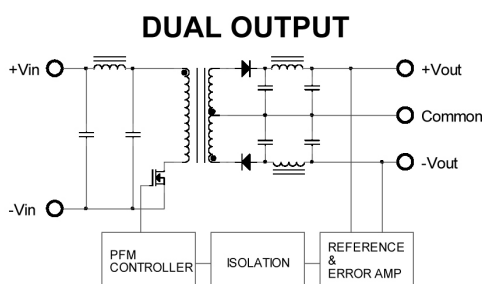 DUAL OUTPUT
+Vin
+Vout
Common
-Vout
-Vin
PFM
CONTROLLER
ISOLATION
REFERENCE
&
ERROR AMP